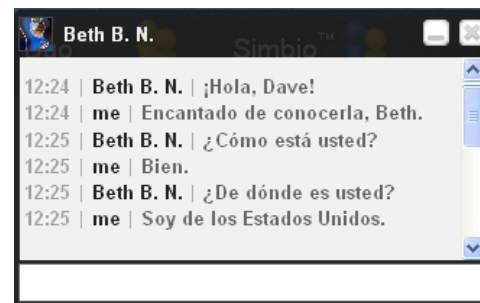 Beth B. N.
Simbio™
12:24 | Beth B. N. | ¡Hola, Dave!
12:24 | me | Encantado de conocerla, Beth.
12:25 | Beth B. N. | ¿Cómo está usted?
12:25 | me | Bien.
12:25 | Beth B. N. | ¿De dónde es usted?
12:25 | me | Soy de los Estados Unidos.